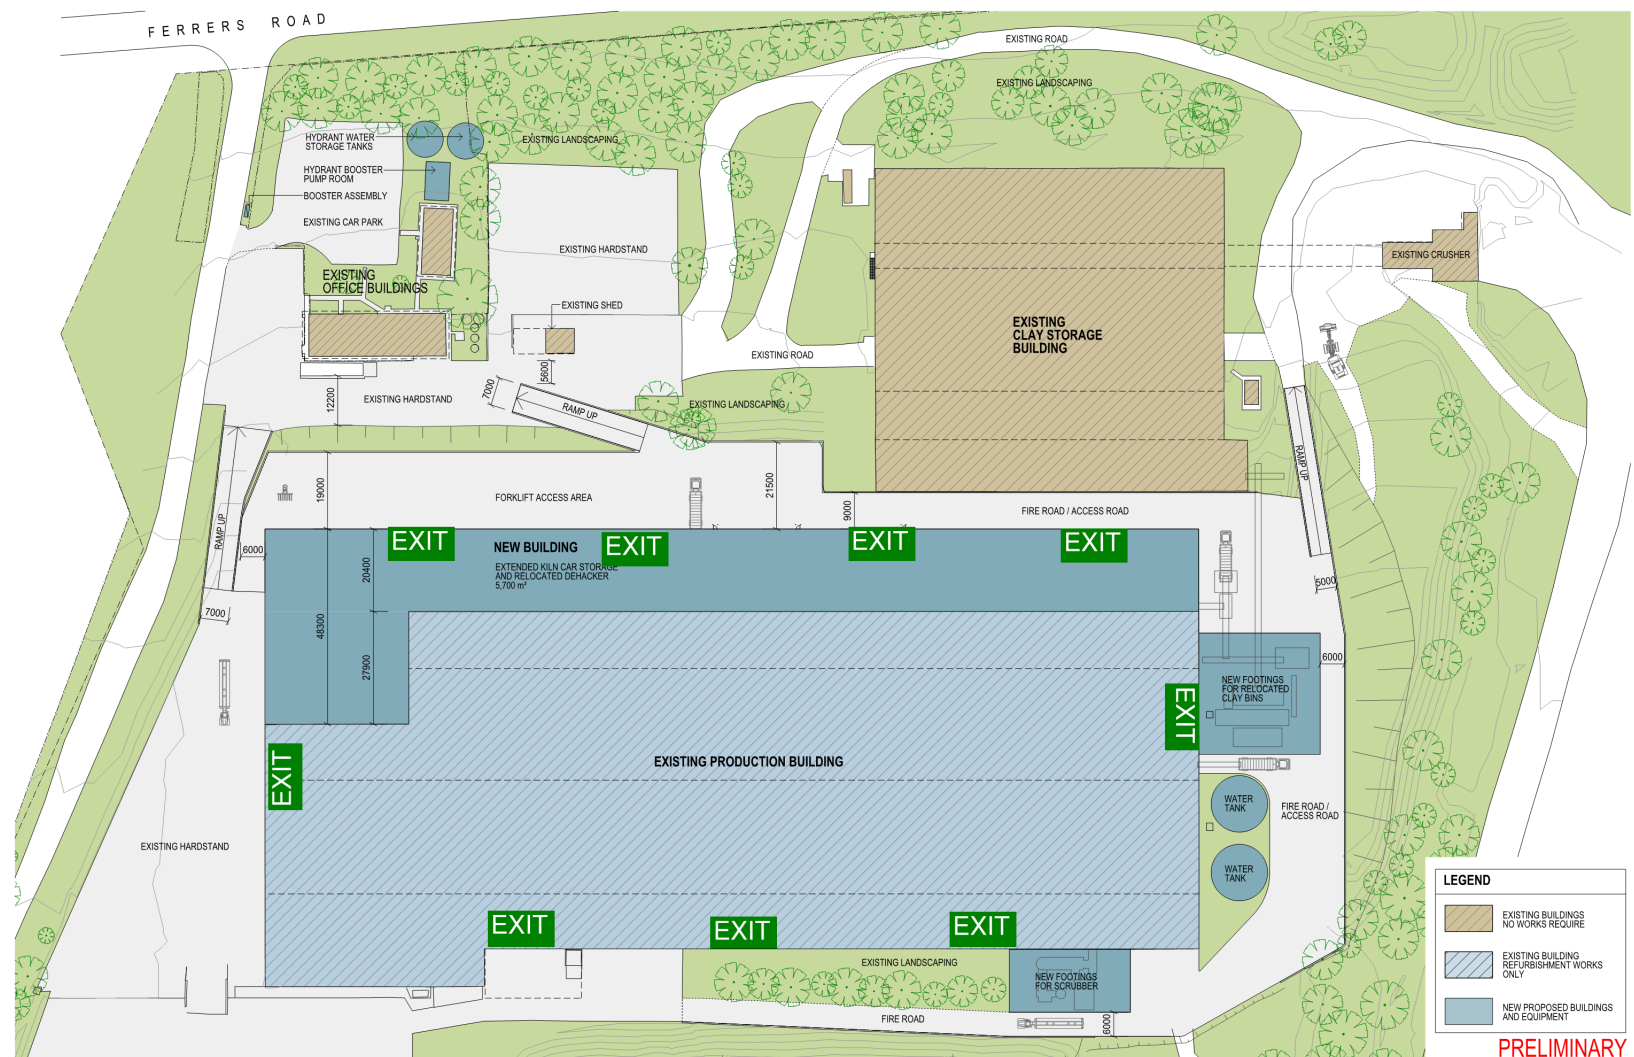 FERRERS ROAD
EXISTING ROAD
EXISTING LANDSCAPING
HYDRANT WATER
STORAGE TANKS
EXISTING LANDSCAPING
HYDRANT BOOSTER
PUMP ROOM
BOOSTER ASSEMBLY
EXISTING CAR PARK
EXISTING HARDSTAND
EXISTING CRUSHER
EXISTING
OFFICE BUILDINGS
EXISTING SHED
EXISTING
CLAY STORAGE
BUILDING
EXISTING ROAD
5600
7000
12200
EXISTING HARDSTAND
RAMP UP
EXISTING LANDSCAPING
RAMP UP
19000
FORKLIFT ACCESS AREA
21500
9000
FIRE ROAD / ACCESS ROAD
RAMP UP
6000
EXIT
EXIT
EXIT
EXIT
NEW BUILDING
EXTENDED KILN CAR STORAGE
AND RELOCATED DEHACKER
5,700 m²
20400
5000
7000
48300
27900
6000
NEW FOOTINGS
FOR RELOCATED
CLAY BINS
EXIT
EXIT
EXISTING PRODUCTION BUILDING
WATER
TANK
FIRE ROAD /
ACCESS ROAD
EXISTING HARDSTAND
WATER
TANK
EXIT
EXIT
EXIT
EXISTING LANDSCAPING
NEW FOOTINGS
FOR SCRUBBER
FIRE ROAD
6000
LEGEND
EXISTING BUILDINGS
NO WORKS REQUIRE
EXISTING BUILDING
REFURBISHMENT WORKS
ONLY
NEW PROPOSED BUILDINGS
AND EQUIPMENT
PRELIMINARY